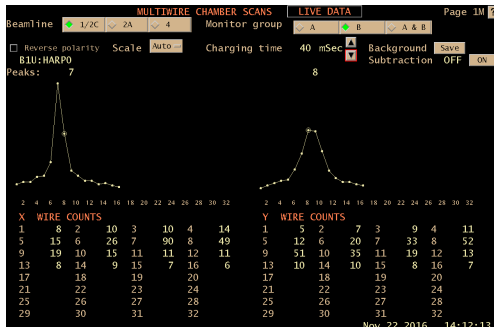 MULTIWIRE CHAMBER SCANS LIVE DATA Page 1M ?
Beamline 1/2C 2A 4 Monitor group A B A & B
Reverse polarity Scale Auto Charging time 40 mSec Background Save
Subtraction OFF ON
B1U:HARPO
Peaks: 7 8
2 4 6 8 10 12 14 16 18 20 22 24 26 28 30 32 2 4 6 8 10 12 14 16 18 20 22 24 26 28 30 32
X WIRE COUNTS Y WIRE COUNTS
1 8 2 10 3 10 4 14 1 5 2 7 3 9 4 11
5 15 6 26 7 90 8 49 5 12 6 20 7 33 8 52
9 19 10 15 11 11 12 11 9 51 10 35 11 19 12 13
13 8 14 9 15 7 16 6 13 10 14 10 15 8 16 7
17 18 19 20 17 18 19 20
21 22 23 24 21 22 23 24
25 26 27 28 25 26 27 28
29 30 31 32 29 30 31 32
Nov 22 2016 14:12:13